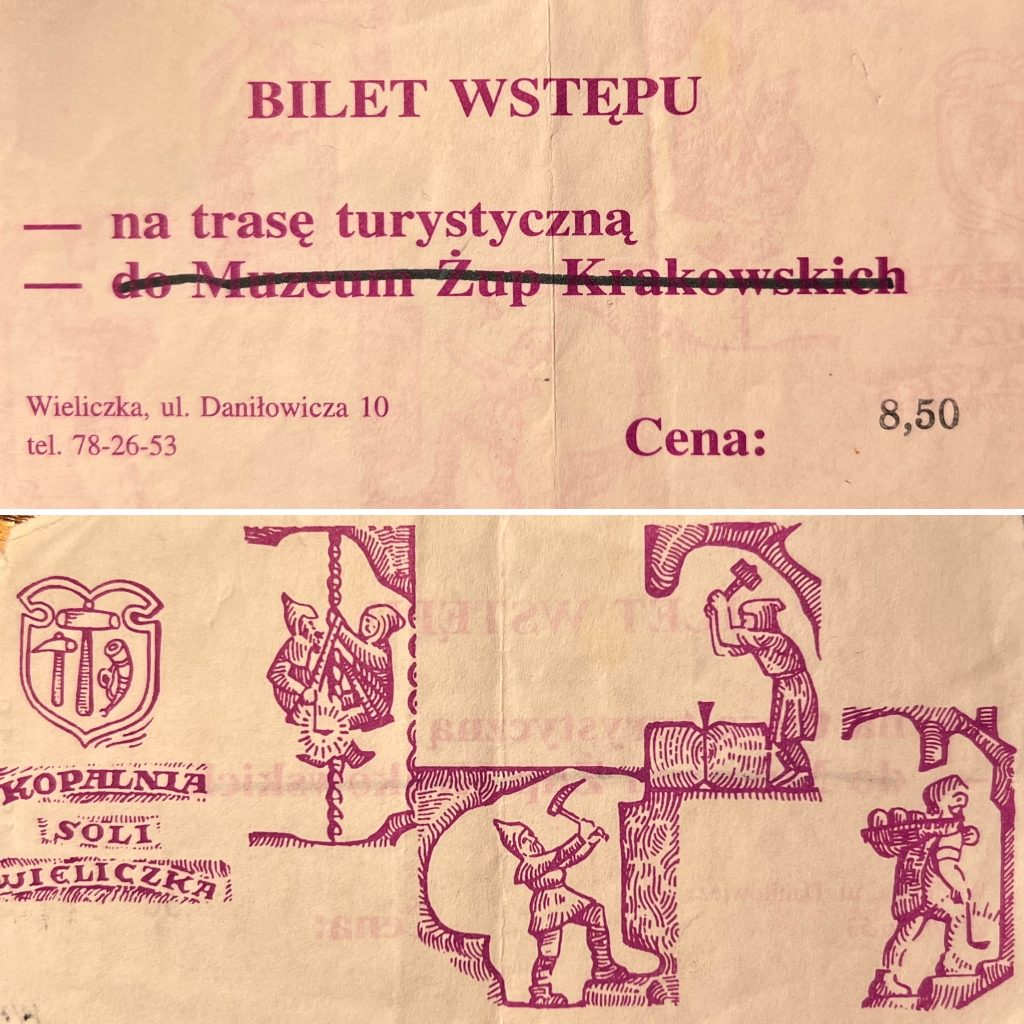 BILET WSTĘPU
— na trasę turystyczną
— do Muzeum Żup Krakowskich
Wieliczka, ul. Daniłowicza 10
tel. 78-26-53
Cena: 8,50
KOPALNIA
SOLI
WIELICZKA